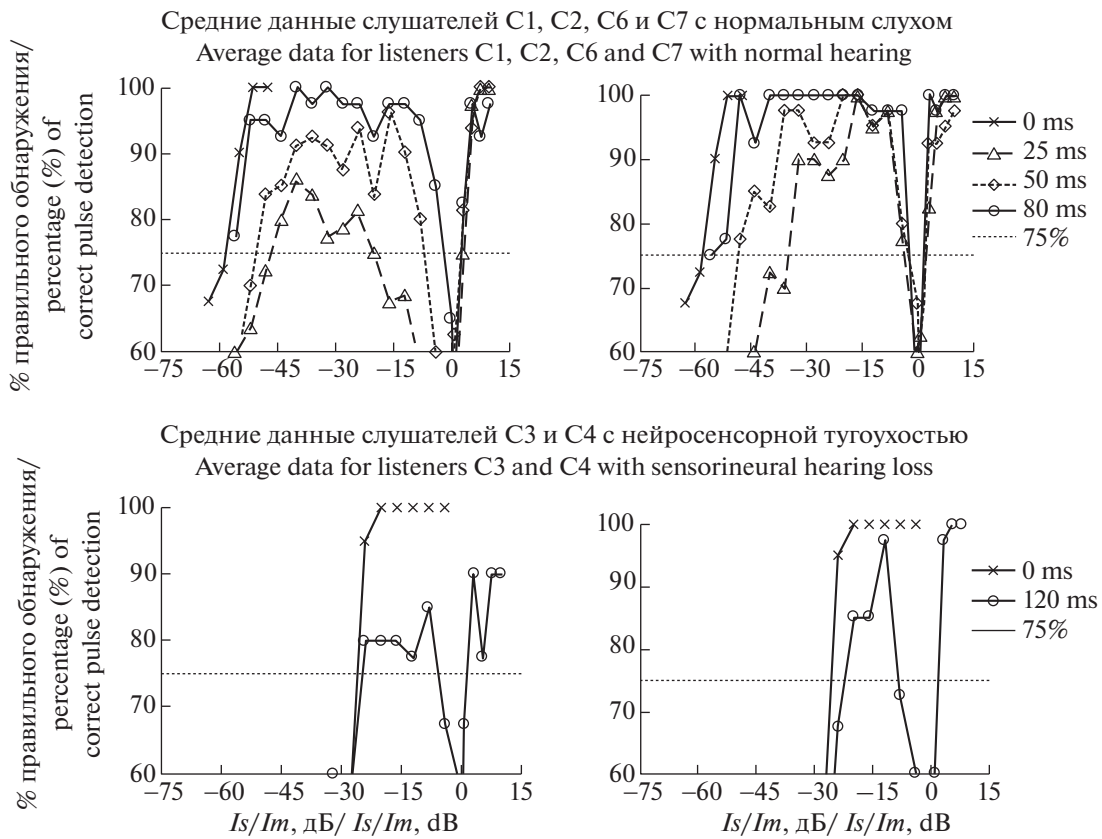 Средние данные слушателей С1, С2, С6 и С7 с нормальным слухом
Average data for listeners C1, C2, C6 and C7 with normal hearing
% правильного обнаружения/
percentage (%) of
correct pulse detection
100
90
80
70
60
−75 −60 −45 −30 −15 0 15
100
90
80
70
60
−75 −60 −45 −30 −15 0 15
0 ms
25 ms
50 ms
80 ms
75%
Средние данные слушателей С3 и С4 с нейросенсорной тугоухостью
Average data for listeners C3 and C4 with sensorineural hearing loss
% правильного обнаружения/
percentage (%) of
correct pulse detection
100
90
80
70
60
−75 −60 −45 −30 −15 0 15
Is/Im, дБ/ Is/Im, dB
100
90
80
70
60
−75 −60 −45 −30 −15 0 15
Is/Im, дБ/ Is/Im, dB
0 ms
120 ms
75%